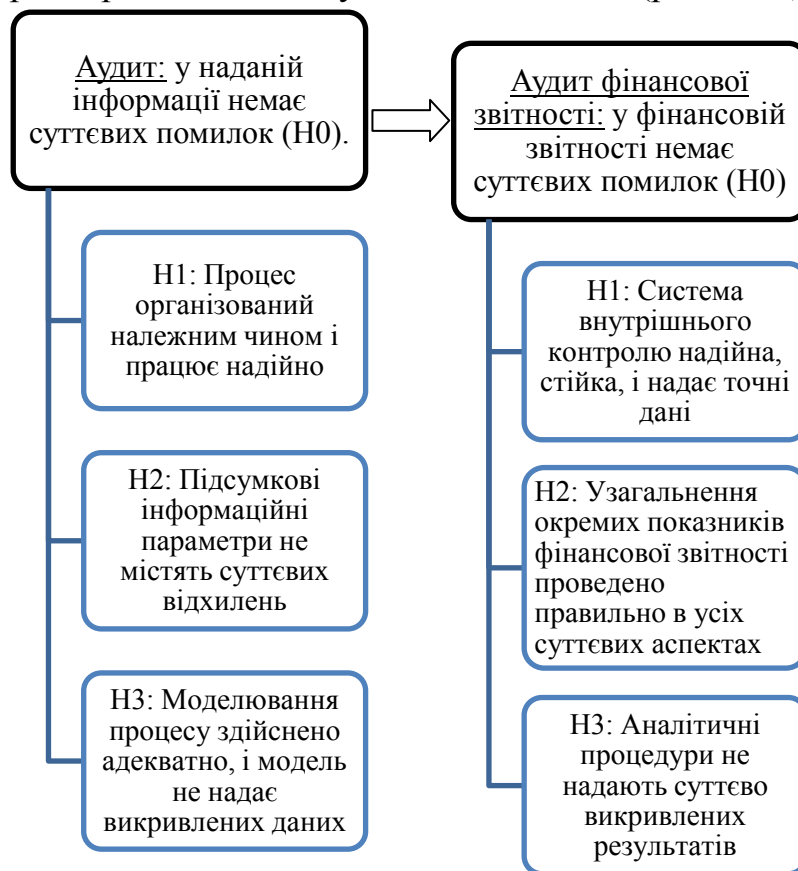 Аудит: у наданій
інформації немає
суттєвих помилок (Н0).
Н1: Процес
організований
належним чином і
працює надійно
Н2: Підсумкові
інформаційні
параметри не
містять суттєвих
відхилень
Н3: Моделювання
процесу здійснено
адекватно, і модель
не надає
викривлених даних
Аудит фінансової
звітності: у фінансовій
звітності немає
суттєвих помилок (Н0)
Н1: Система
внутрішнього
контролю надійна,
стійка, і надає точні
дані
Н2: Узагальнення
окремих показників
фінансової звітності
проведено
правильно в усіх
суттєвих аспектах
Н3: Аналітичні
процедури не
надають суттєво
викривлених
результатів